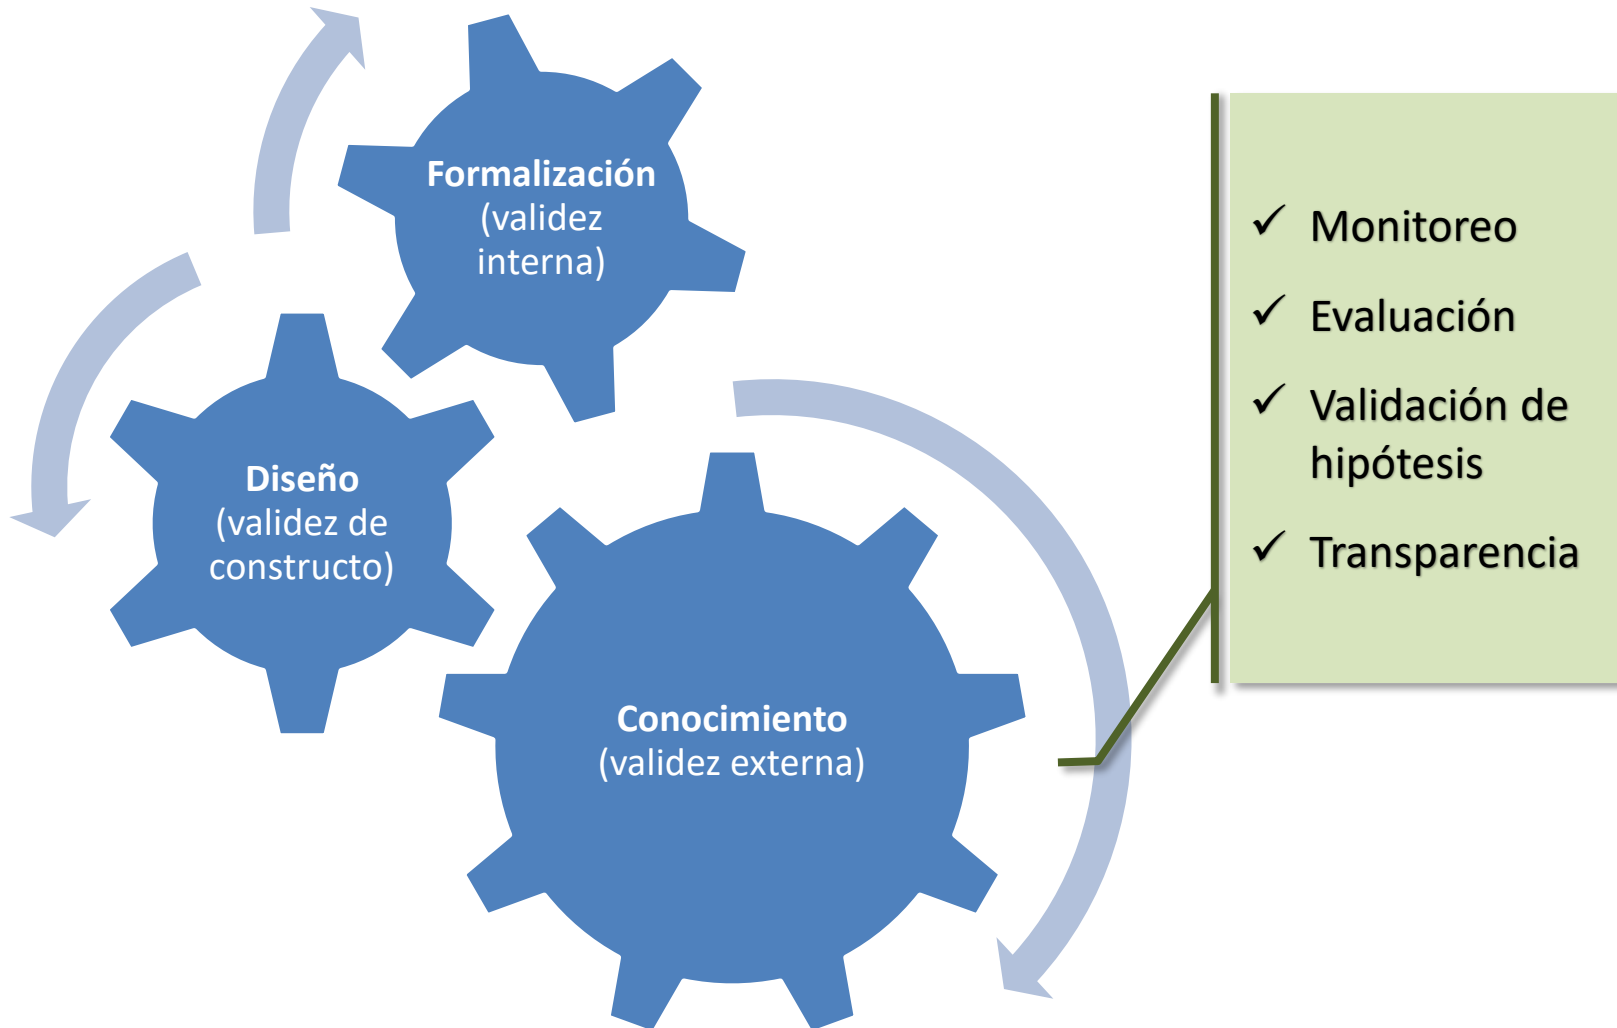 Formalización
(validez
interna)
Diseño
(validez de
constructo)
Conocimiento
(validez externa)
✓ Monitoreo
✓ Evaluación
✓ Validación de
hipótesis
✓ Transparencia